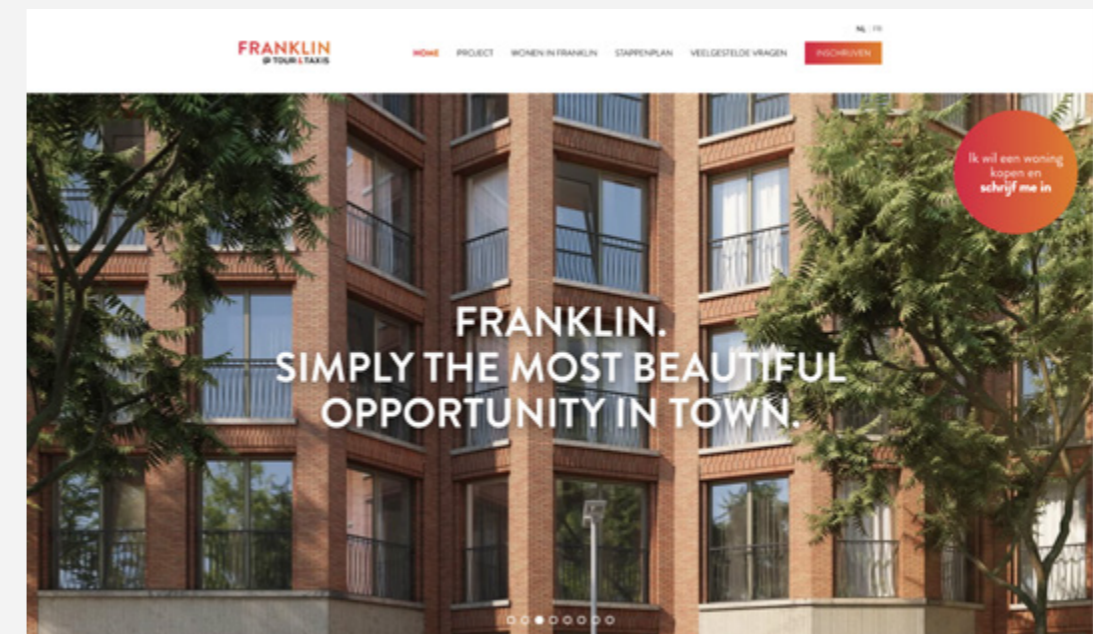 NL | FR
FRANKLIN
@ TOUR & TAXIS
HOME PROJECT WONEN IN FRANKLIN STAPPENPLAN VEELGESTELDE VRAGEN INSCHRIJVEN
Ik wil een woning
kopen en
schrijf me in
FRANKLIN.
SIMPLY THE MOST BEAUTIFUL
OPPORTUNITY IN TOWN.